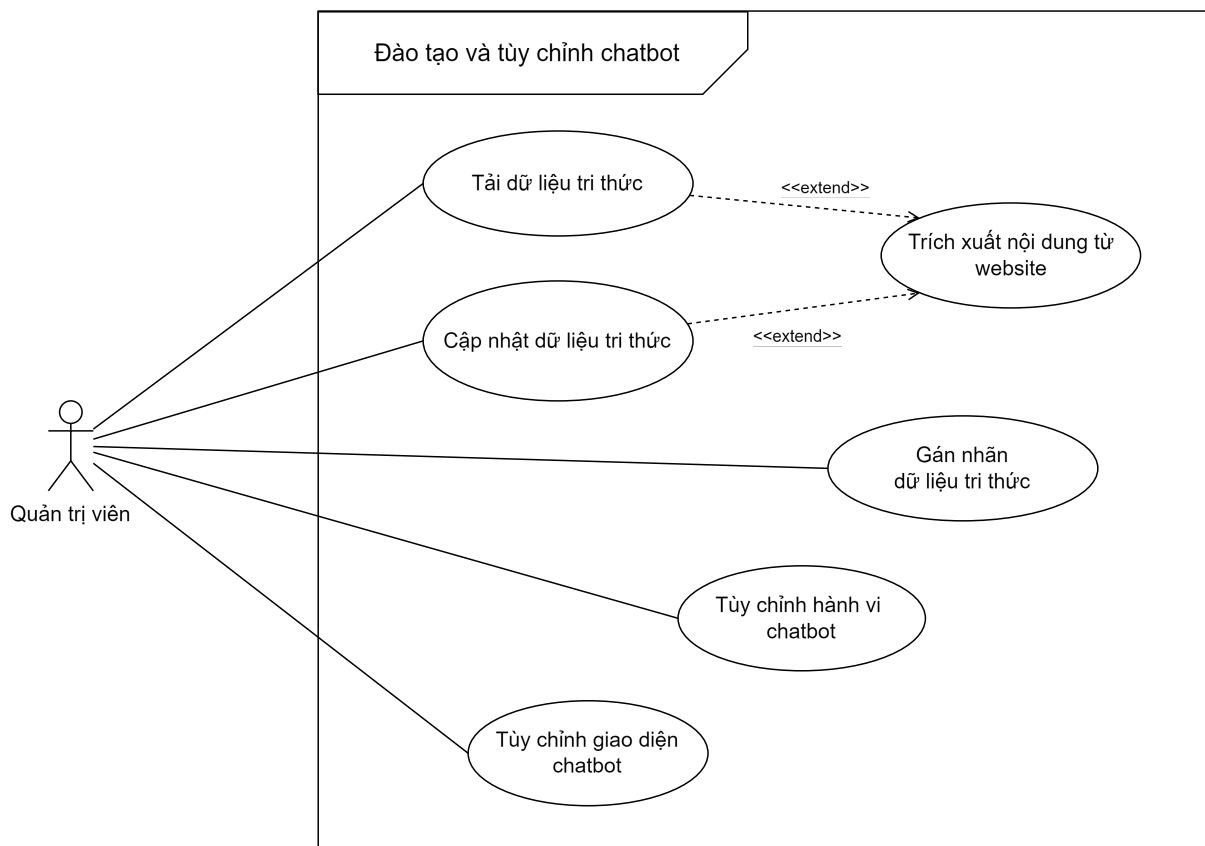 Đào tạo và tùy chỉnh chatbot
Tải dữ liệu tri thức
<<extend>>
Trích xuất nội dung từ
website
Cập nhật dữ liệu tri thức
<<extend>>
Gán nhãn
dữ liệu tri thức
Quản trị viên
Tùy chỉnh hành vi
chatbot
Tùy chỉnh giao diện
chatbot